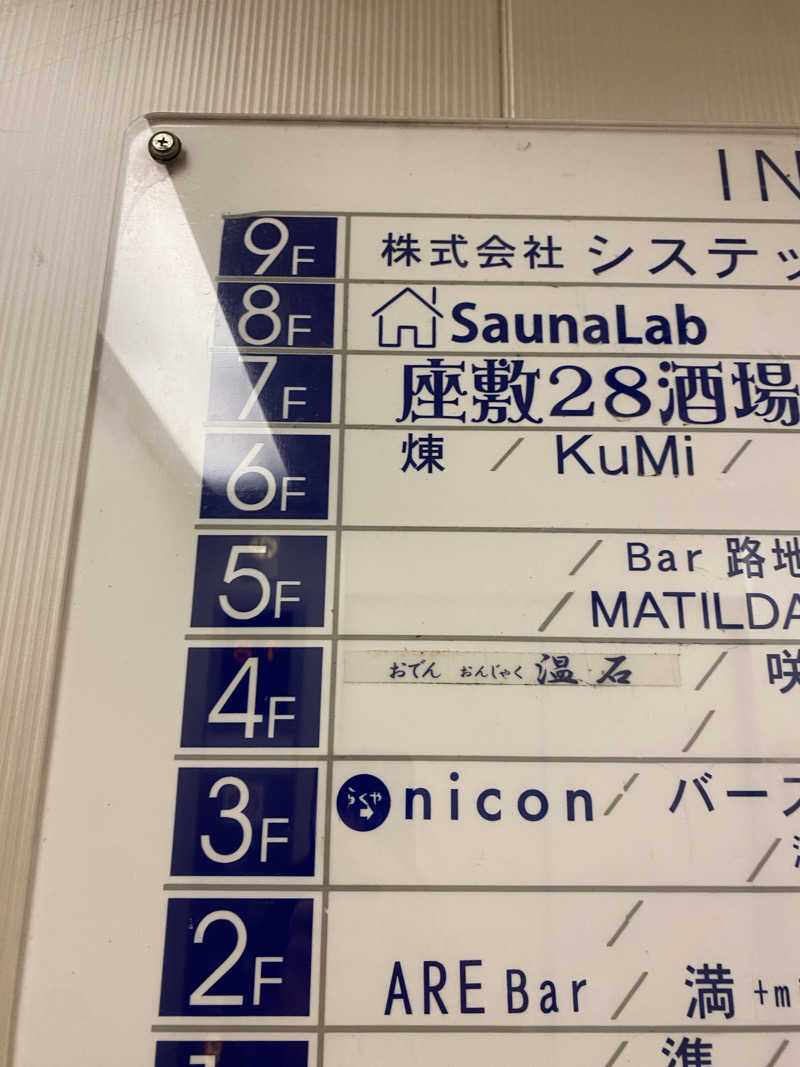 IN
9F 株式会社 システッ
8F SaunaLab
7F 座敷28酒場
6F 煉 / KuMi /
5F / Bar 路地
/ MATILDA
4F おでん おんじゃく 温石 / 咲
/
3F らくや nicon / バース
/
2F /
ARE Bar / 満 +m
/ 準 /